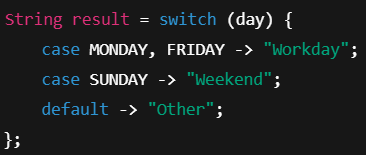 String result = switch (day) {
    case MONDAY, FRIDAY -> "Workday";
    case SUNDAY -> "Weekend";
    default -> "Other";
};